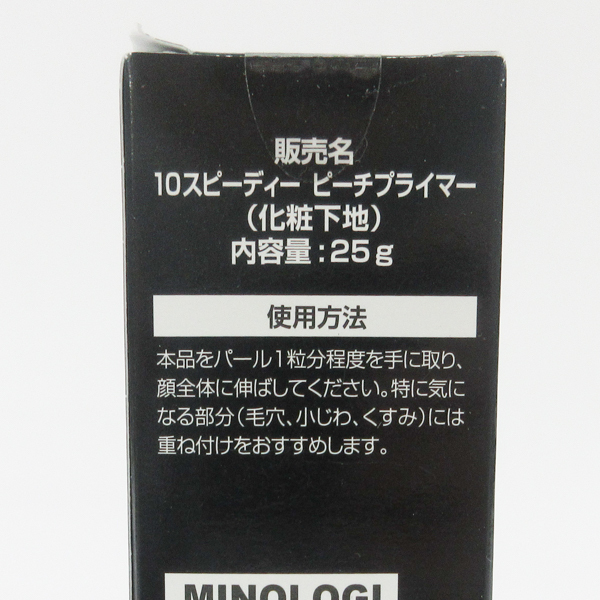 販売名
10スピーディー ピーチプライマー
（化粧下地）
内容量：25g
使用方法
本品をパール1粒分程度を手に取り、
顔全体に伸ばしてください。特に気に
なる部分（毛穴、小じわ、くすみ）には
重ね付けをおすすめします。
MINOLOGI